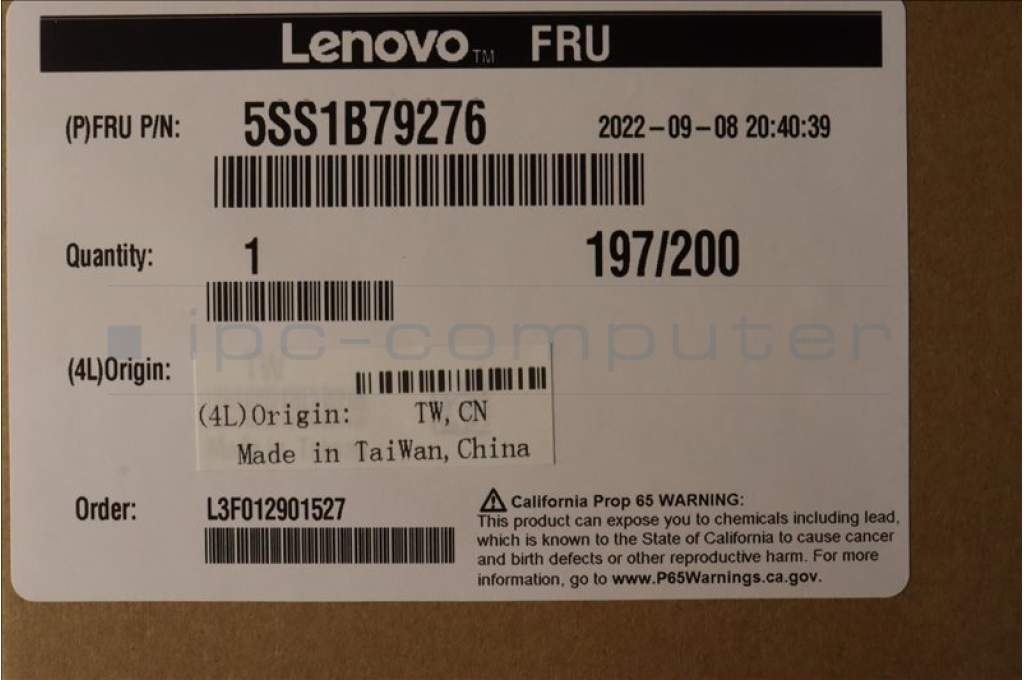 Lenovo™ FRU
(P)FRU P/N: 5SS1B79276 2022-09-08 20:40:39
Quantity: 1 197/200
ipc-computer
(4L)Origin:
(4L)Origin: TW,CN
Made in TaiWan,China
Order: L3F012901527
⚠ California Prop 65 WARNING:
This product can expose you to chemicals including lead,
which is known to the State of California to cause cancer
and birth defects or other reproductive harm. For more
information, go to www.P65Warnings.ca.gov.